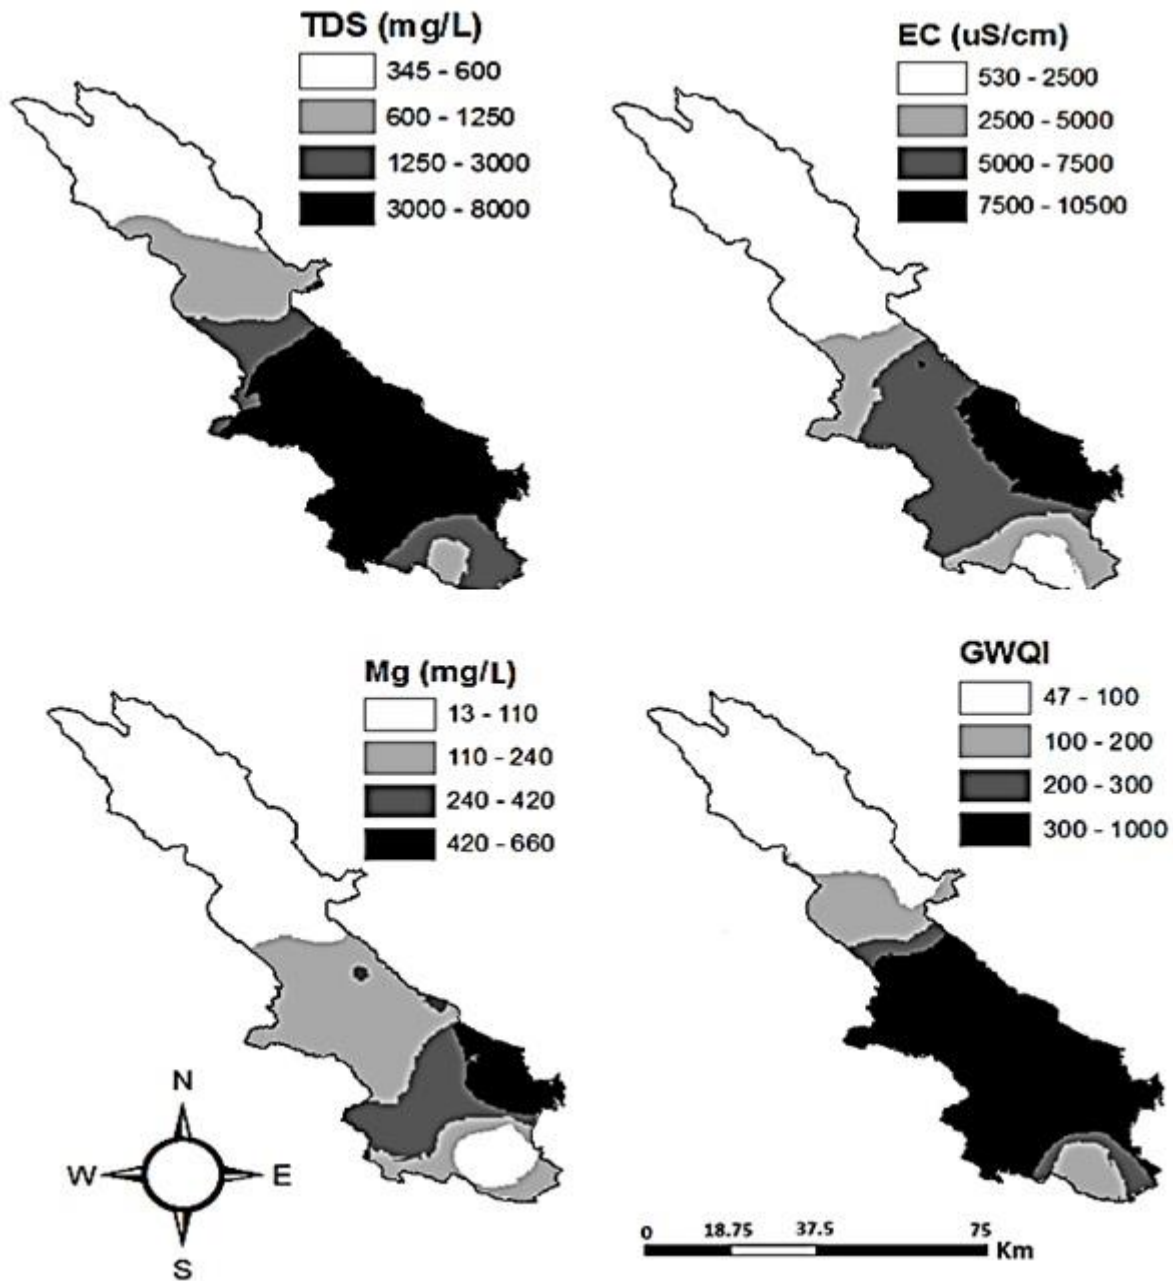 TDS (mg/L)
345 - 600
600 - 1250
1250 - 3000
3000 - 8000
EC (uS/cm)
530 - 2500
2500 - 5000
5000 - 7500
7500 - 10500
Mg (mg/L)
13 - 110
110 - 240
240 - 420
420 - 660
GWQI
47 - 100
100 - 200
200 - 300
300 - 1000
N
W E
S
0 18.75 37.5 75
Km